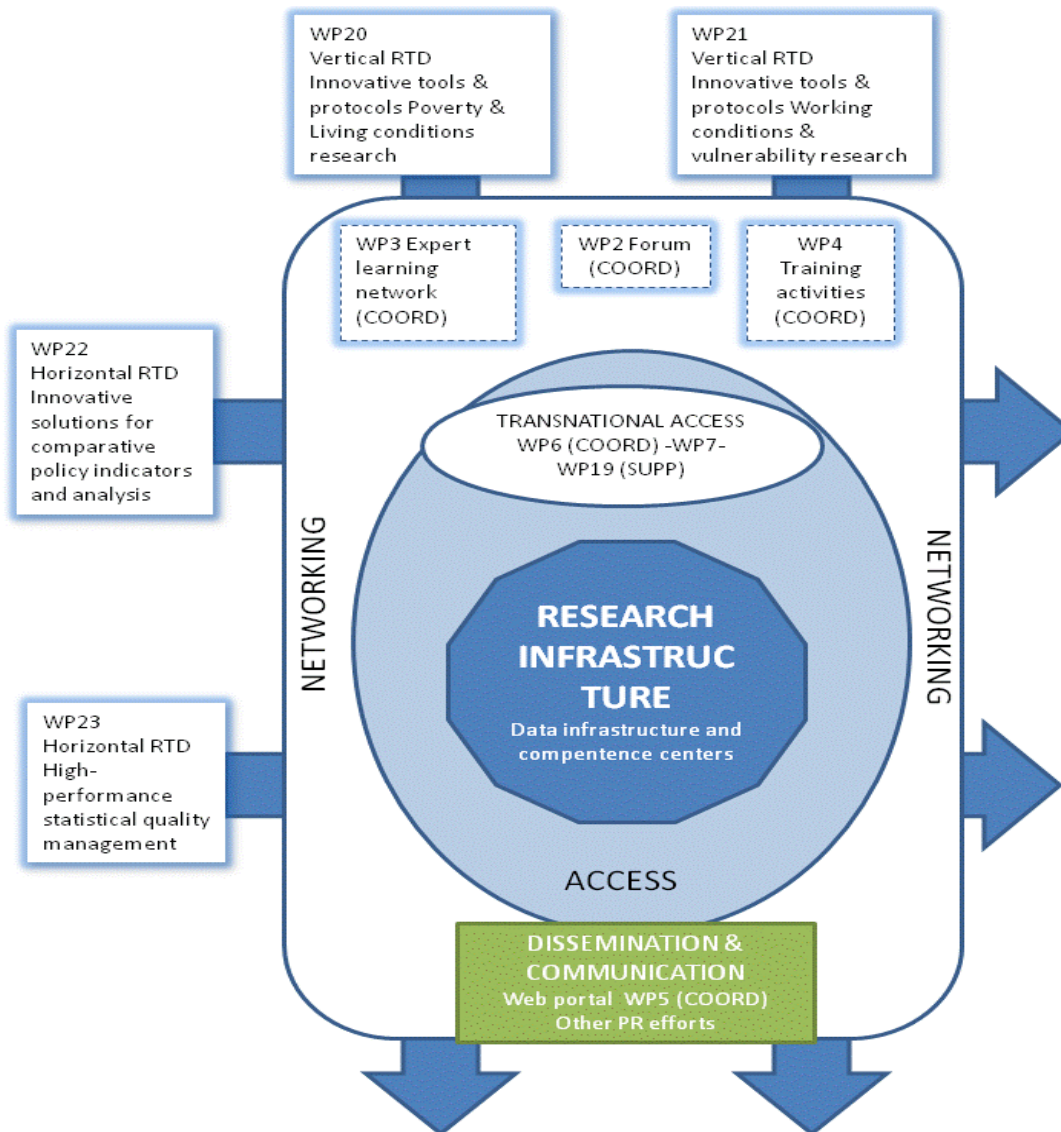 WP20
Vertical RTD
Innovative tools &
protocols Poverty &
Living conditions
research
WP21
Vertical RTD
Innovative tools &
protocols Working
conditions &
vulnerability research
WP3 Expert
learning
network
(COORD)
WP2 Forum
(COORD)
WP4
Training
activities
(COORD)
WP22
Horizontal RTD
Innovative
solutions for
comparative
policy indicators
and analysis
TRANSNATIONAL ACCESS
WP6 (COORD) -WP7-
WP19 (SUPP)
NETWORKING
NETWORKING
RESEARCH
INFRASTRUC
TURE
Data infrastructure and
compentence centers
WP23
Horizontal RTD
High-
performance
statistical quality
management
ACCESS
DISSEMINATION &
COMMUNICATION
Web portal WP5 (COORD)
Other PR efforts